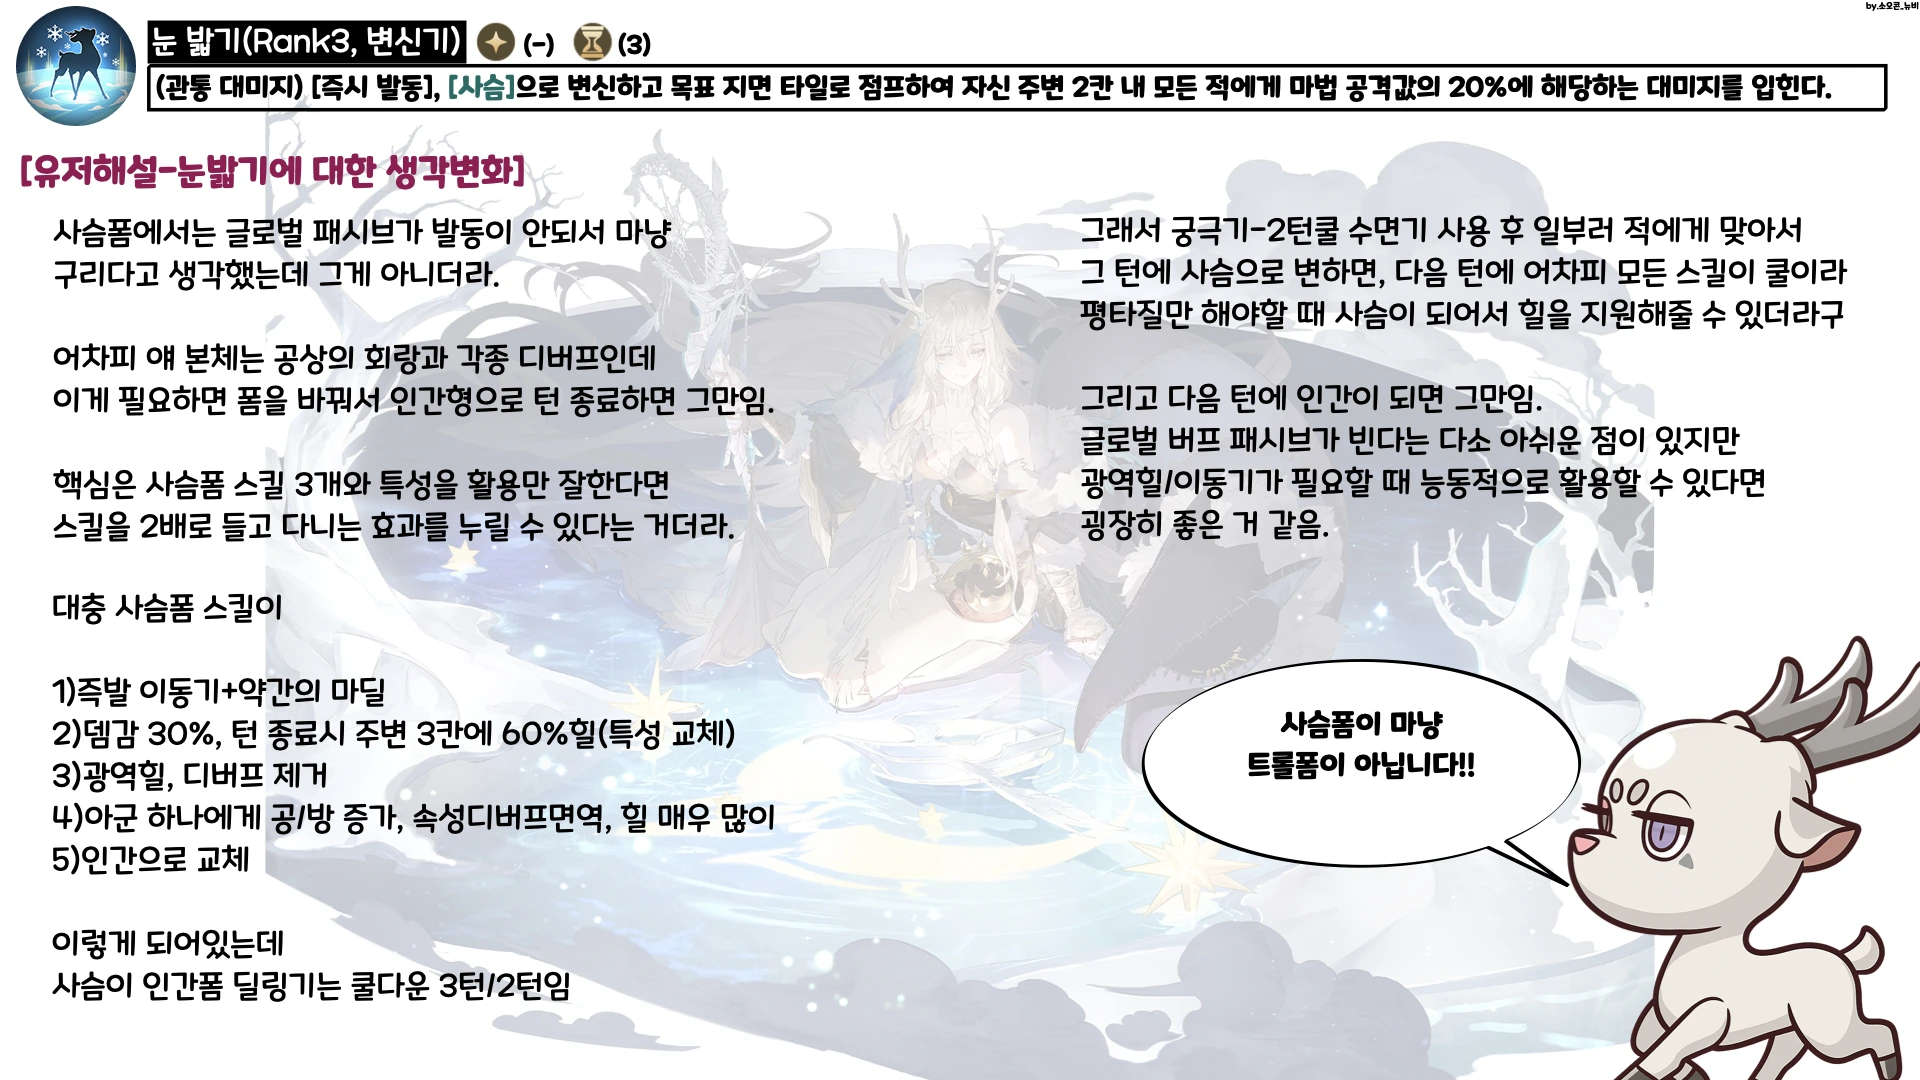 by.소오콘_뉴비
눈 밟기(Rank3, 변신기) (-) (3)
(관통 대미지) [즉시 발동], [사슴]으로 변신하고 목표 지면 타일로 점프하여 자신 주변 2칸 내 모든 적에게 마법 공격값의 20%에 해당하는 대미지를 입힌다.
[유저해설-눈밟기에 대한 생각변화]
사슴폼에서는 글로벌 패시브가 발동이 안되서 마냥
구리다고 생각했는데 그게 아니더라.
어차피 얘 본체는 공상의 회랑과 각종 디버프인데
이게 필요하면 폼을 바꿔서 인간형으로 턴 종료하면 그만임.
핵심은 사슴폼 스킬 3개와 특성을 활용만 잘한다면
스킬을 2배로 들고 다니는 효과를 누릴 수 있다는 거더라.
대충 사슴폼 스킬이
1)즉발 이동기+약간의 마딜
2)뎀감 30%, 턴 종료시 주변 3칸에 60%힐(특성 교체)
3)광역힐, 디버프 제거
4)아군 하나에게 공/방 증가, 속성디버프면역, 힐 매우 많이
5)인간으로 교체
이렇게 되어있는데
사슴이 인간폼 딜링기는 쿨다운 3턴/2턴임
그래서 궁극기-2턴쿨 수면기 사용 후 일부러 적에게 맞아서
그 턴에 사슴으로 변하면, 다음 턴에 어차피 모든 스킬이 쿨이라
평타질만 해야할 때 사슴이 되어서 힐을 지원해줄 수 있더라구
그리고 다음 턴에 인간이 되면 그만임.
글로벌 버프 패시브가 빈다는 다소 아쉬운 점이 있지만
광역힐/이동기가 필요할 때 능동적으로 활용할 수 있다면
굉장히 좋은 거 같음.
사슴폼이 마냥
트롤폼이 아닙니다!!